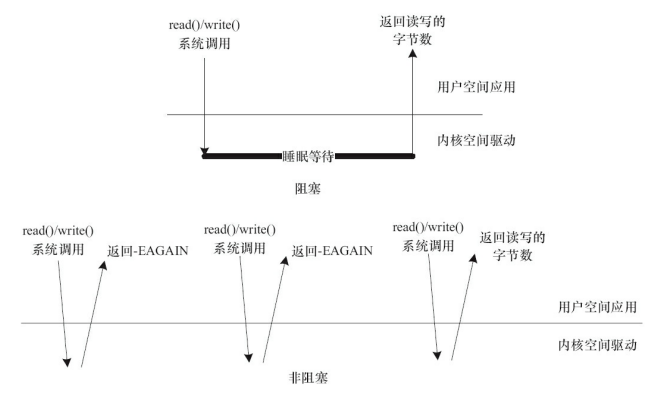 read()/write()
系统调用
返回读写的
字节数
用户空间应用
内核空间驱动
睡眠等待
阻塞
read()/write()
系统调用
返回-EAGAIN
read()/write()
系统调用
返回-EAGAIN
read()/write()
系统调用
返回读写的
字节数
用户空间应用
内核空间驱动
非阻塞